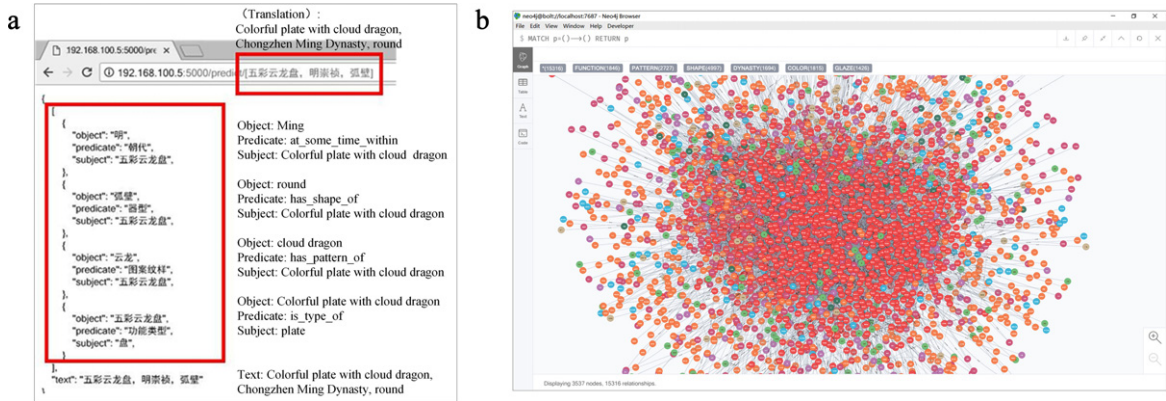 a
（Translation）:
Colorful plate with cloud dragon,
Chongzhen Ming Dynasty, round
192.168.100.5:5000/pre
192.168.100.5:5000/predict/[五彩云龙盘，明崇祯，弧壁]
{
[
{
"object": "明",
"predicate": "朝代",
"subject": "五彩云龙盘",
},
{
"object": "弧壁",
"predicate": "器型",
"subject": "五彩云龙盘",
},
{
"object": "云龙",
"predicate": "图案纹样",
"subject": "五彩云龙盘",
},
{
"object": "五彩云龙盘",
"predicate": "功能类型",
"subject": "盘",
}
],
"text": "五彩云龙盘，明崇祯，弧壁"
Object: Ming
Predicate: at_some_time_within
Subject: Colorful plate with cloud dragon
Object: round
Predicate: has_shape_of
Subject: Colorful plate with cloud dragon
Object: cloud dragon
Predicate: has_pattern_of
Subject: Colorful plate with cloud dragon
Object: Colorful plate with cloud dragon
Predicate: is_type_of
Subject: plate
Text: Colorful plate with cloud dragon,
Chongzhen Ming Dynasty, round
b
neo4j@bolt://localhost:7687 - Neo4j Browser
File Edit View Window Help Developer
$ MATCH p=()-->() RETURN p
Graph
Table
Text
Code
*(15316) FUNCTION(1846) PATTERN(2727) SHAPE(4997) DYNASTY(1684) COLOR(1815) GLAZE(1426)
Displaying 3537 nodes, 15316 relationships.